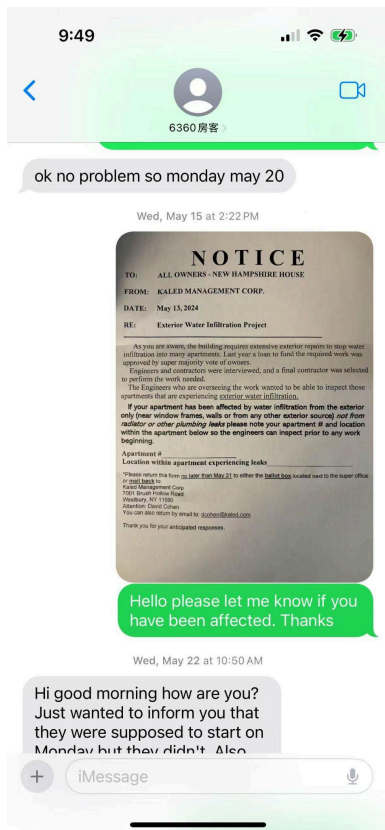 9:49
6360房客
ok no problem so monday may 20
Wed, May 15 at 2:22 PM
NOTICE
TO: ALL OWNERS - NEW HAMPSHIRE HOUSE
FROM: KALED MANAGEMENT CORP.
DATE: May 13, 2024
RE: Exterior Water Infiltration Project
As you are aware, the building requires extensive exterior repairs to stop water
infiltration into many apartments. Last year a loan to fund the required work was
approved by super majority vote of owners.
Engineers and contractors were interviewed, and a final contractor was selected
to perform the work needed.
The Engineers who are overseeing the work wanted to be able to inspect those
apartments that are experiencing exterior water infiltration.
If your apartment has been affected by water infiltration from the exterior
only (near window frames, walls or from any other exterior source) not from
radiator or other plumbing leaks please note your apartment # and location
within the apartment below so the engineers can inspect prior to any work
beginning.
Apartment #
Location within apartment experiencing leaks
*Please return this form no later than May 31 to either the ballot box located next to the super office
or mail back to:
Kaled Management Corp
7001 Brush Hollow Road
Westbury, NY 11590
Attention: David Cohen
You can also return by email to: dcohen@kaled.com
Thank you for your anticipated responses.
Hello please let me know if you
have been affected. Thanks
Wed, May 22 at 10:50 AM
Hi good morning how are you?
Just wanted to inform you that
they were supposed to start on
Monday but they didn't. Also
iMessage